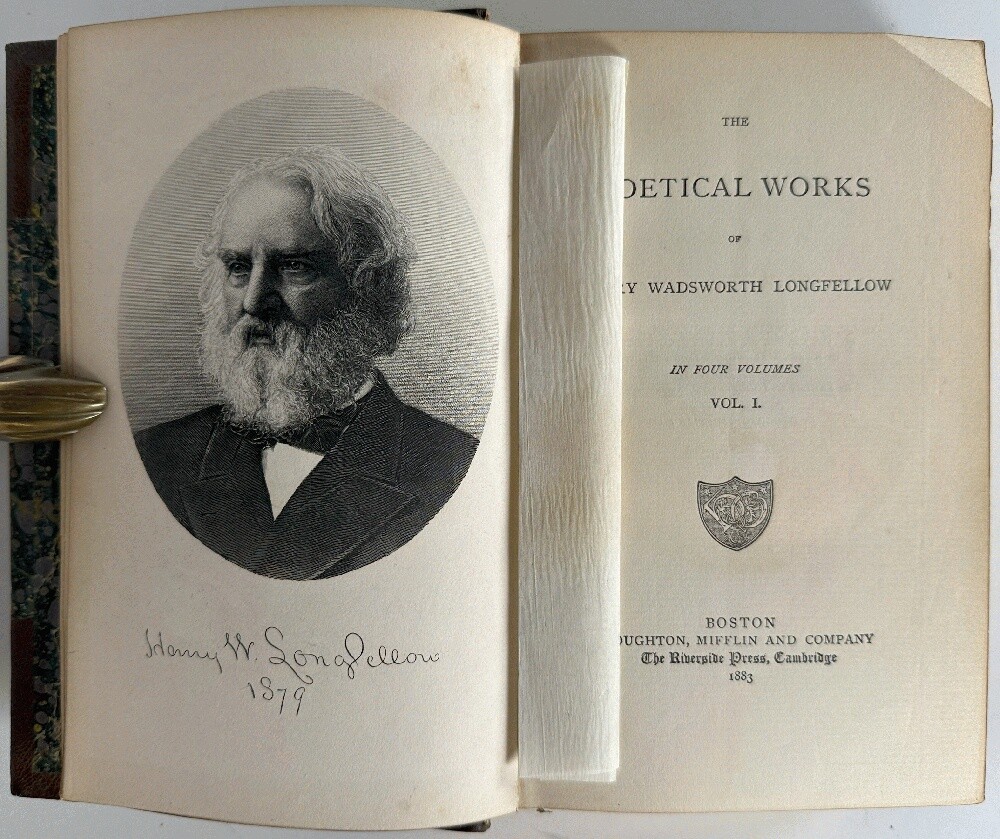 Henry W. Longfellow
1879
THE
OETICAL WORKS
OF
RY WADSWORTH LONGFELLOW
IN FOUR VOLUMES
VOL. I.
BOSTON
OUGHTON, MIFFLIN AND COMPANY
The Riverside Press, Cambridge
1883